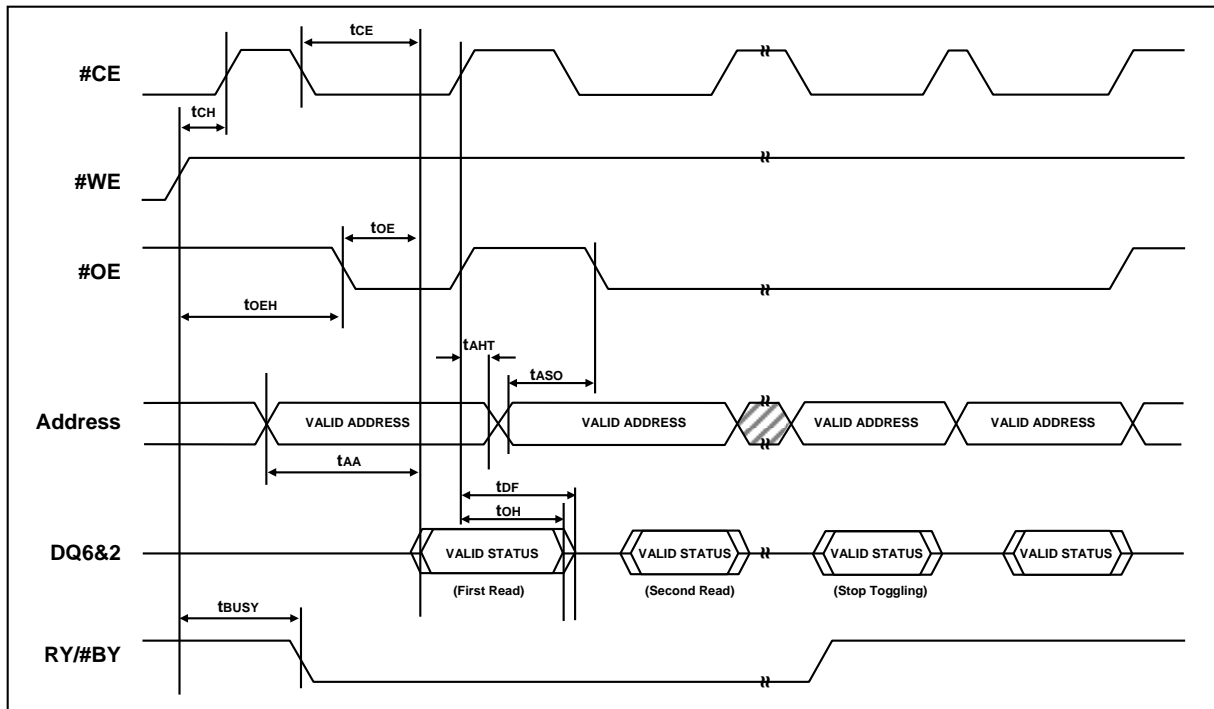 tCE
#CE
tCH
#WE
tOE
#OE
tOEH
tAHT
tASO
Address
VALID ADDRESS
VALID ADDRESS
VALID ADDRESS
VALID ADDRESS
tAA
tDF
tOH
DQ6&2
VALID STATUS
VALID STATUS
VALID STATUS
VALID STATUS
(First Read)
(Second Read)
(Stop Toggling)
tBUSY
RY/#BY